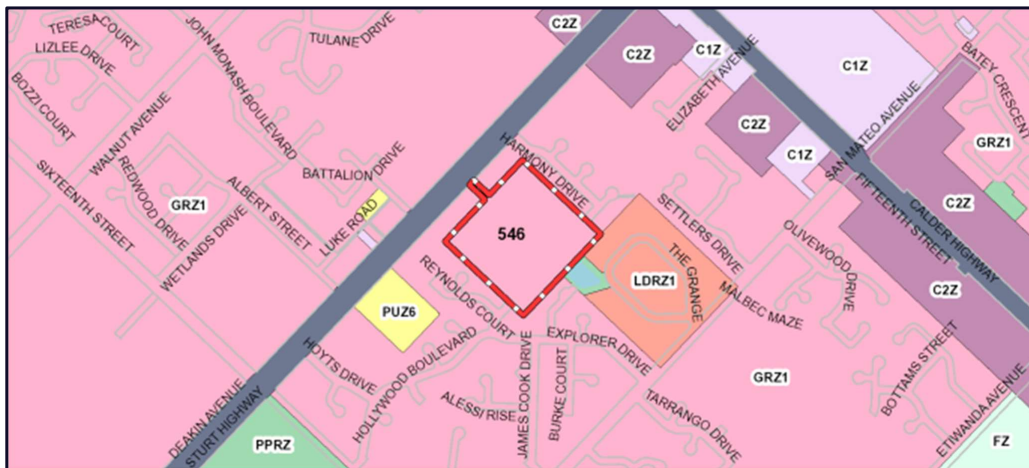 TERESA COURT
LIZLEE DRIVE
BOZZI COURT
JOHN MONASH BOULEVARD
TULANE DRIVE
C2Z
C2Z
C1Z
C1Z
BATEY CRESCENT
WALNUT AVENUE
ELIZABETH AVENUE
C2Z
SAN MATEO AVENUE
GRZ1
SIXTEENTH STREET
REDWOOD DRIVE
BATTALION DRIVE
HARMONY DRIVE
C1Z
FIFTEENTH STREET
CALDER HIGHWAY
C2Z
GRZ1
ALBERT STREET
LUKE ROAD
WETLANDS DRIVE
546
SETTLERS DRIVE
OLIVEWOOD DRIVE
THE GRANGE
LDRZ1
MALBEC MAZE
C2Z
REYNOLDS COURT
PUZ6
EXPLORER DRIVE
HOYTS DRIVE
HOLLYWOOD BOULEVARD
JAMES COOK DRIVE
BURKE COURT
GRZ1
BOTTAMS STREET
ETIWANDA AVENUE
DEAKIN AVENUE
STURT HIGHWAY
ALESSI RISE
TARRANGO DRIVE
PPRZ
FZ